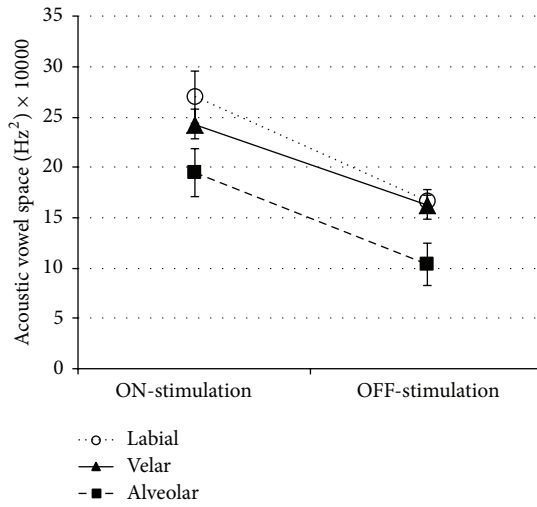 Acoustic vowel space (Hz²) × 10000
35
30
25
20
15
10
5
0
ON-stimulation
OFF-stimulation
Labial
Velar
Alveolar